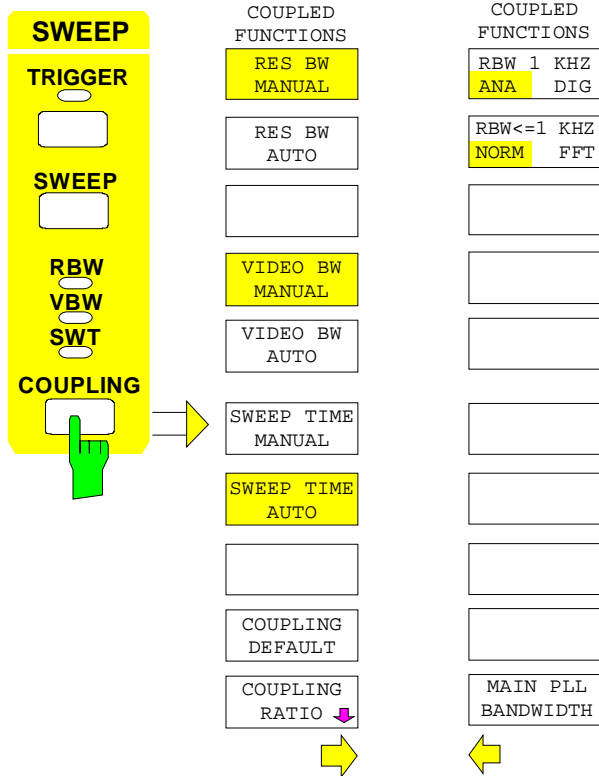 SWEEP
TRIGGER
SWEEP
RBW
VBW
SWT
COUPLING
COUPLED
FUNCTIONS
RES BW
MANUAL
RES BW
AUTO
VIDEO BW
MANUAL
VIDEO BW
AUTO
SWEEP TIME
MANUAL
SWEEP TIME
AUTO
COUPLING
DEFAULT
COUPLING
RATIO
COUPLED
FUNCTIONS
RBW 1 KHZ
ANA DIG
RBW<=1 KHZ
NORM FFT
MAIN PLL
BANDWIDTH